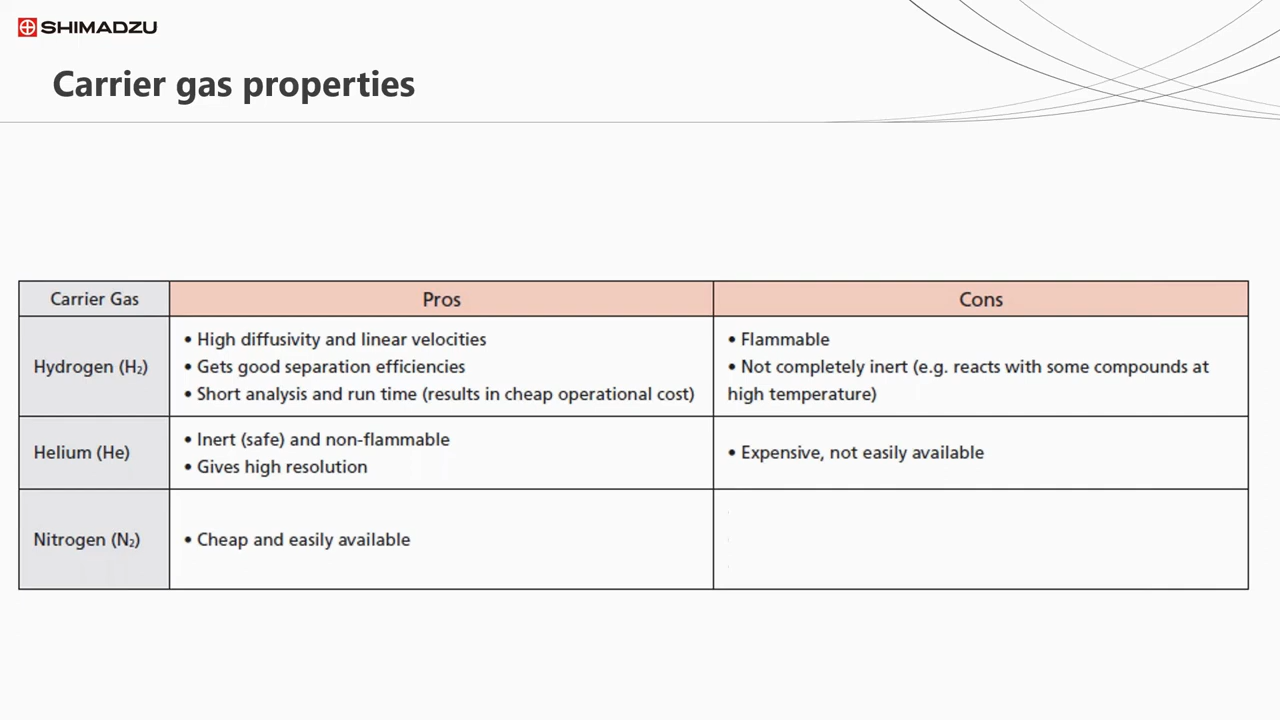 SHIMADZU
Carrier gas properties
Carrier Gas
Pros
Cons
Hydrogen (H₂)
• High diffusivity and linear velocities
• Gets good separation efficiencies
• Short analysis and run time (results in cheap operational cost)
• Flammable
• Not completely inert (e.g. reacts with some compounds at
high temperature)
Helium (He)
• Inert (safe) and non-flammable
• Gives high resolution
• Expensive, not easily available
Nitrogen (N₂)
• Cheap and easily available